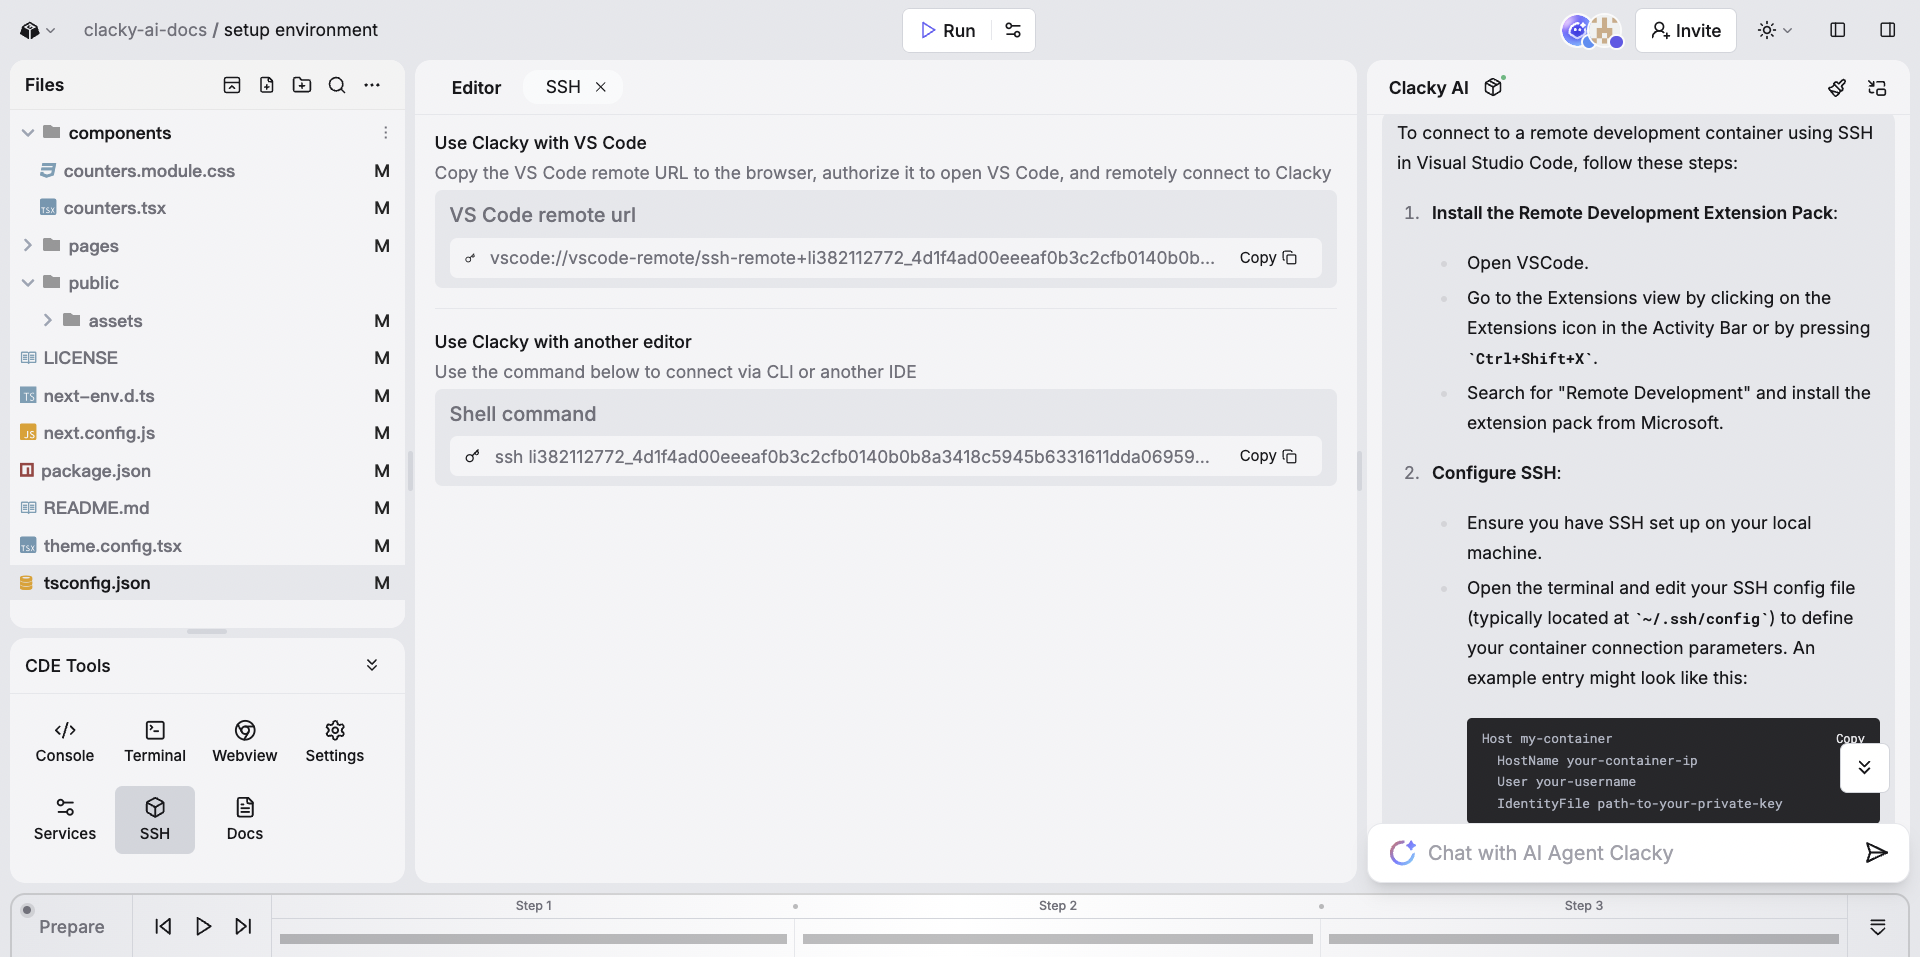 clacky-ai-docs / setup environment
Run
Invite
Files
components
counters.module.css M
TSX counters.tsx M
pages M
public
assets M
LICENSE M
TS next-env.d.ts M
JS next.config.js M
package.json M
README.md M
TSX theme.config.tsx M
tsconfig.json M
CDE Tools
Console Terminal Webview Settings
Services SSH Docs
Editor SSH
Use Clacky with VS Code
Copy the VS Code remote URL to the browser, authorize it to open VS Code, and remotely connect to Clacky
VS Code remote url
vscode://vscode-remote/ssh-remote+li382112772_4d1f4ad00eeeaf0b3c2cfb0140b0b... Copy
Use Clacky with another editor
Use the command below to connect via CLI or another IDE
Shell command
ssh li382112772_4d1f4ad00eeeaf0b3c2cfb0140b0b8a3418c5945b6331611dda06959... Copy
Clacky AI
To connect to a remote development container using SSH
in Visual Studio Code, follow these steps:
1. Install the Remote Development Extension Pack:
Open VSCode.
Go to the Extensions view by clicking on the
Extensions icon in the Activity Bar or by pressing
`Ctrl+Shift+X`.
Search for "Remote Development" and install the
extension pack from Microsoft.
2. Configure SSH:
Ensure you have SSH set up on your local
machine.
Open the terminal and edit your SSH config file
(typically located at `~/.ssh/config`) to define
your container connection parameters. An
example entry might look like this:
Host my-container Copy
HostName your-container-ip
User your-username
IdentityFile path-to-your-private-key
Chat with AI Agent Clacky
Prepare
Step 1 Step 2 Step 3